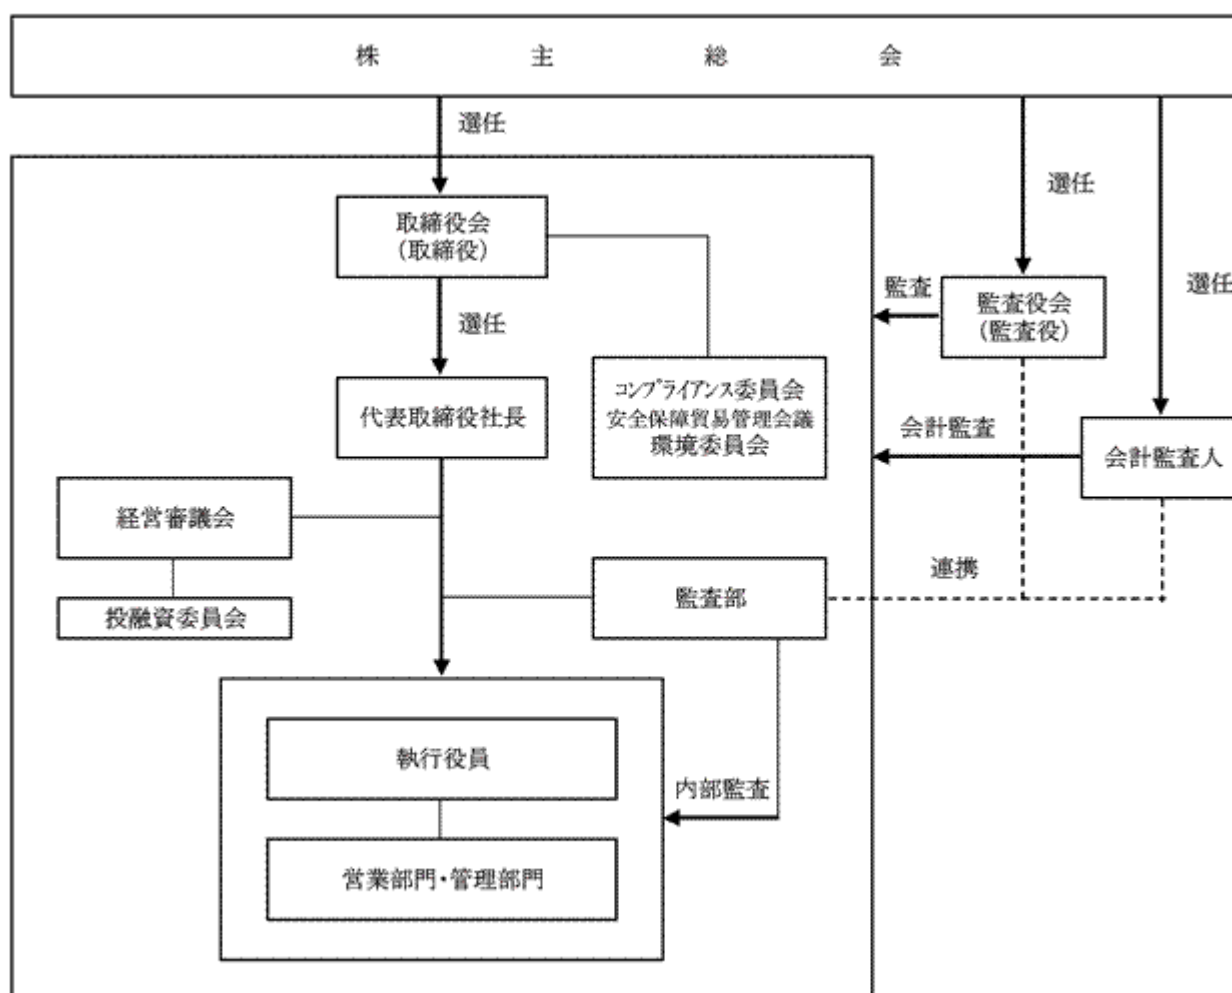 株主総会
選任
選任
取締役会
(取締役)
選任
監査
監査役会
(監査役)
選任
代表取締役社長
コンプライアンス委員会
安全保障貿易管理会議
環境委員会
会計監査
会計監査人
経営審議会
投融資委員会
監査部
連携
執行役員
内部監査
営業部門・管理部門